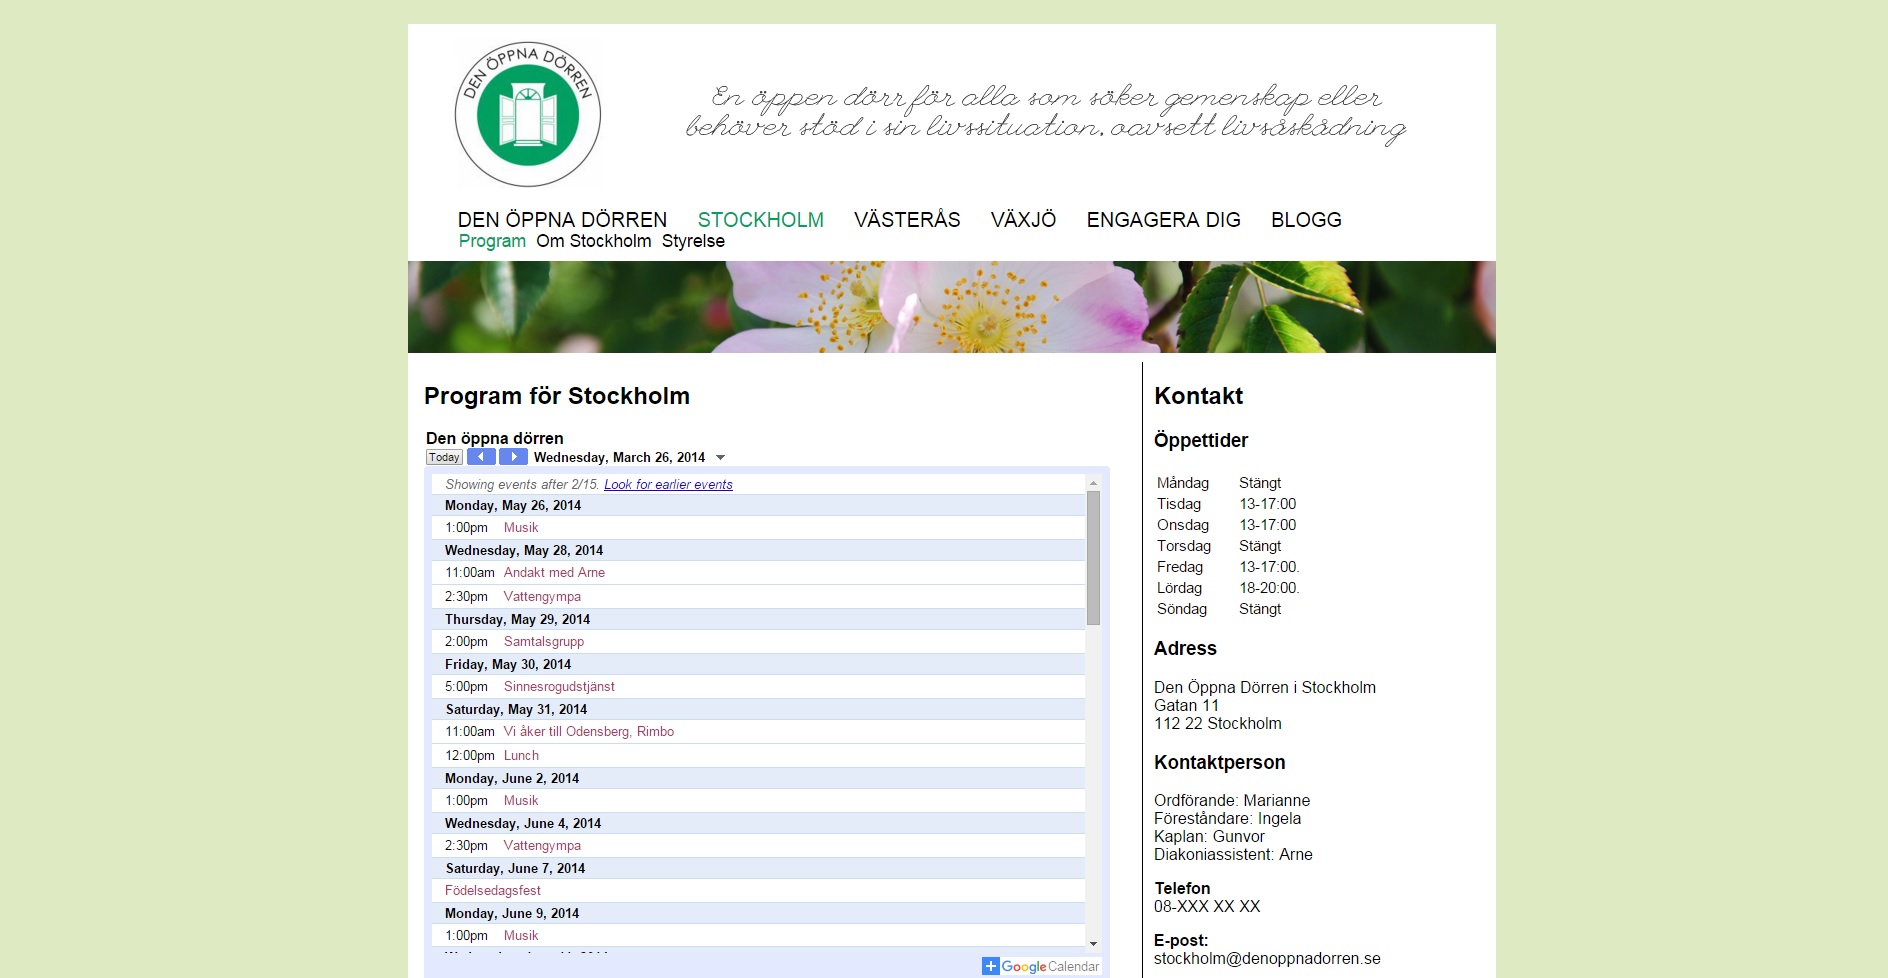 DEN ÖPPNA DÖRREN
En öppen dörr för alla som söker gemenskap eller
behöver stöd i sin livssituation, oavsett livsåskådning
DEN ÖPPNA DÖRREN STOCKHOLM VÄSTERÅS VÄXJÖ ENGAGERA DIG BLOGG
Program Om Stockholm Styrelse
Program för Stockholm
Den öppna dörren
Today Wednesday, March 26, 2014
Showing events after 2/15. Look for earlier events
Monday, May 26, 2014
1:00pm Musik
Wednesday, May 28, 2014
11:00am Andakt med Arne
2:30pm Vattengympa
Thursday, May 29, 2014
2:00pm Samtalsgrupp
Friday, May 30, 2014
5:00pm Sinnesrogudstjänst
Saturday, May 31, 2014
11:00am Vi åker till Odensberg, Rimbo
12:00pm Lunch
Monday, June 2, 2014
1:00pm Musik
Wednesday, June 4, 2014
2:30pm Vattengympa
Saturday, June 7, 2014
Födelsedagsfest
Monday, June 9, 2014
1:00pm Musik
Google Calendar
Kontakt
Öppettider
Måndag Stängt
Tisdag 13-17:00
Onsdag 13-17:00
Torsdag Stängt
Fredag 13-17:00.
Lördag 18-20:00.
Söndag Stängt
Adress
Den Öppna Dörren i Stockholm
Gatan 11
112 22 Stockholm
Kontaktperson
Ordförande: Marianne
Föreståndare: Ingela
Kaplan: Gunvor
Diakoniassistent: Arne
Telefon
08-XXX XX XX
E-post:
stockholm@denoppnadorren.se